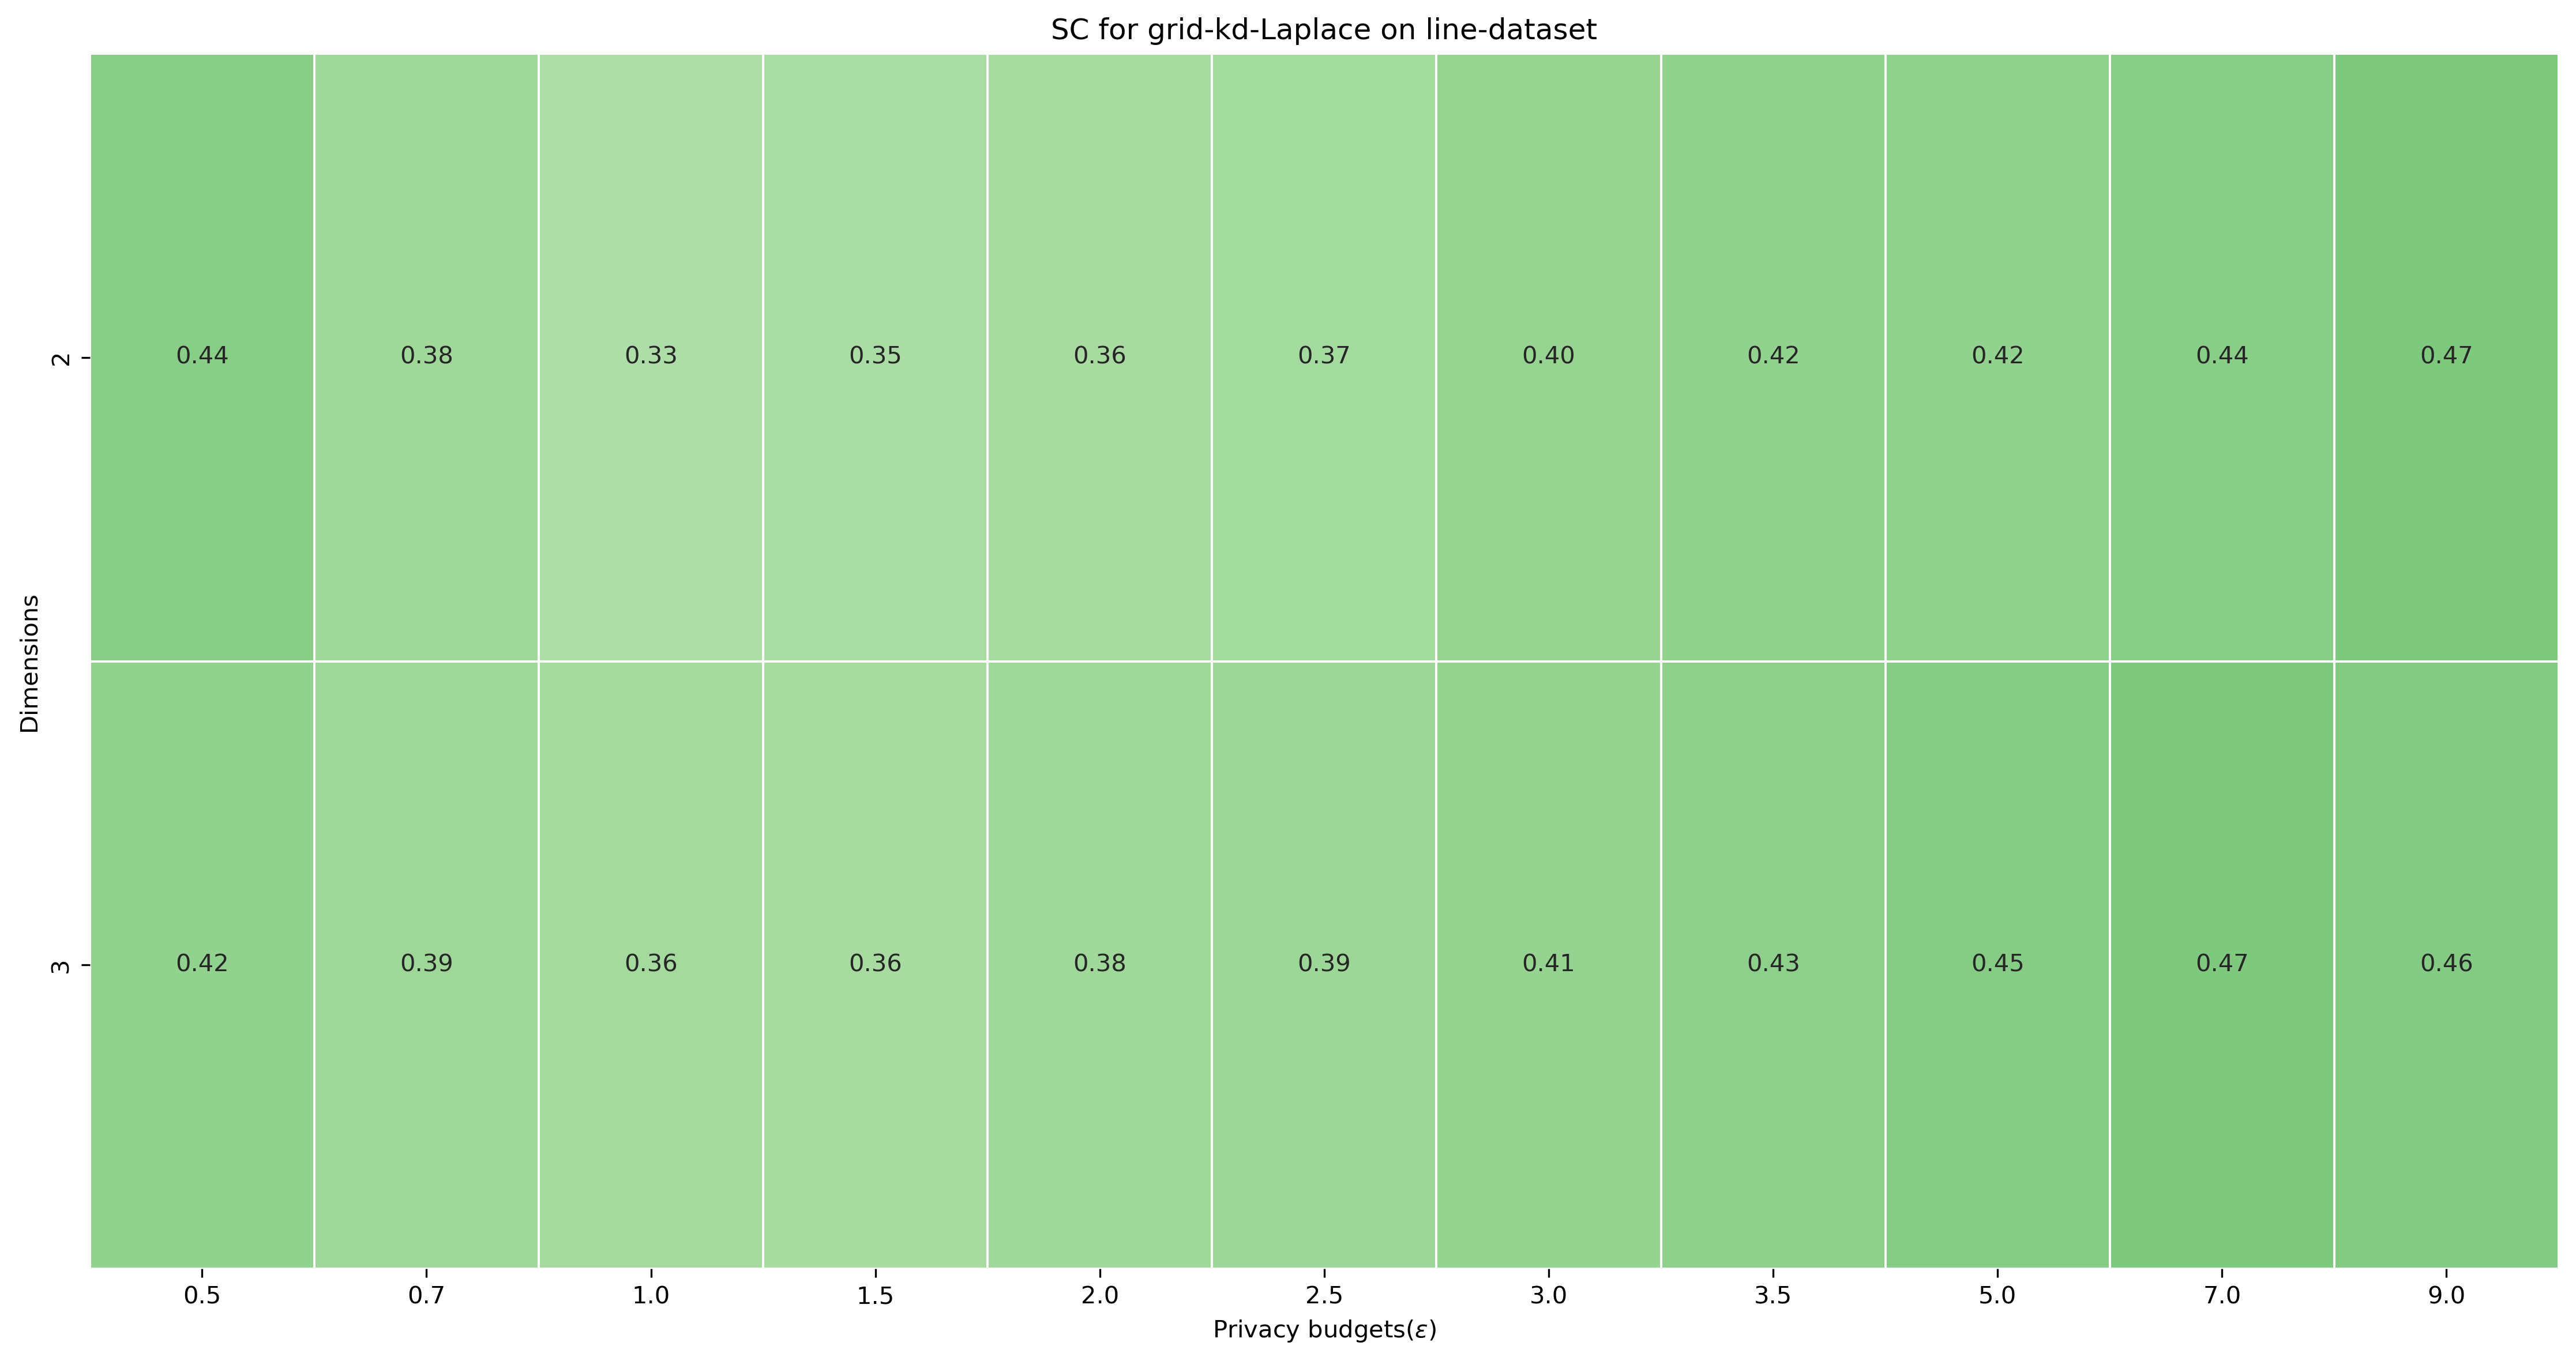 SC for grid-kd-Laplace on line-dataset
Dimensions
2
0.44 0.38 0.33 0.35 0.36 0.37 0.40 0.42 0.42 0.44 0.47
3
0.42 0.39 0.36 0.36 0.38 0.39 0.41 0.43 0.45 0.47 0.46
0.5 0.7 1.0 1.5 2.0 2.5 3.0 3.5 5.0 7.0 9.0
Privacy budgets(ε)